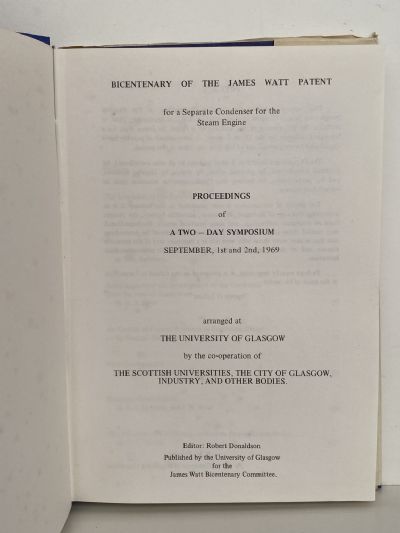 BICENTENARY OF THE JAMES WATT PATENT
for a Separate Condenser for the
Steam Engine
PROCEEDINGS
of
A TWO – DAY SYMPOSIUM
SEPTEMBER, 1st and 2nd, 1969
arranged at
THE UNIVERSITY OF GLASGOW
by the co-operation of
THE SCOTTISH UNIVERSITIES, THE CITY OF GLASGOW,
INDUSTRY, AND OTHER BODIES.
Editor: Robert Donaldson
Published by the University of Glasgow
for the
James Watt Bicentenary Committee.